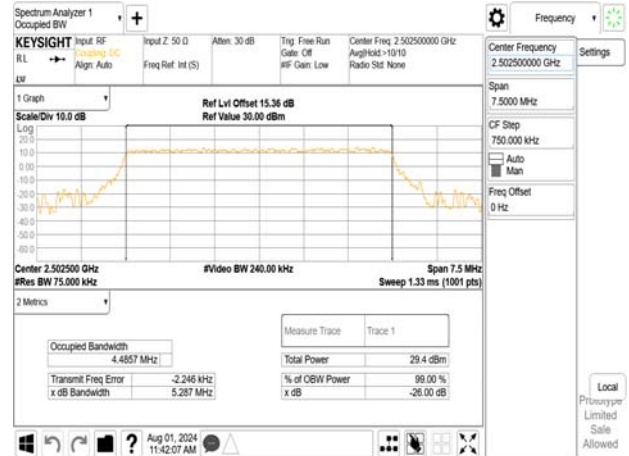 Spectrum Analyzer 1
Occupied BW
Frequency
KEYSIGHT
Input: RF
Coupling: DC
Align: Auto
Input Z: 50 Ω
Freq Ref: Int (S)
Atten: 30 dB
Trig: Free Run
Gate: Off
#IF Gain: Low
Center Freq: 2.502500000 GHz
Avg|Hold:>10/10
Radio Std: None
RL
LXI
Center Frequency
2.502500000 GHz
Settings
Span
7.5000 MHz
CF Step
750.000 kHz
Auto
Man
Freq Offset
0 Hz
1 Graph
Scale/Div 10.0 dB
Ref Lvl Offset 15.36 dB
Ref Value 30.00 dBm
Log
20.0
10.0
0.00
-10.0
-20.0
-30.0
-40.0
-50.0
-60.0
Center 2.502500 GHz
#Res BW 75.000 kHz
#Video BW 240.00 kHz
Span 7.5 MHz
Sweep 1.33 ms (1001 pts)
2 Metrics
Measure Trace Trace 1
Occupied Bandwidth
4.4857 MHz
Total Power 29.4 dBm
Transmit Freq Error -2.246 kHz
% of OBW Power 99.00 %
x dB Bandwidth 5.287 MHz
x dB -26.00 dB
Local
Prototype
Limited
Sale
Allowed
Aug 01, 2024
11:42:07 AM